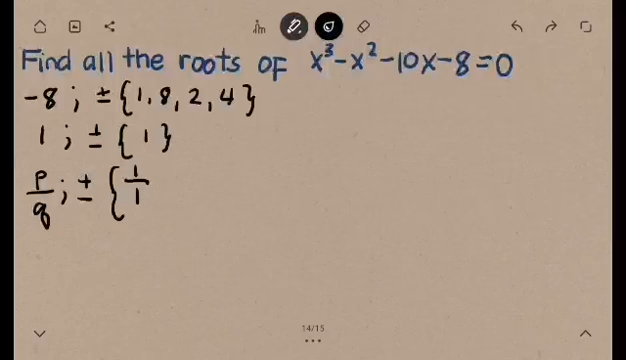 Find all the roots of x³-x²-10x-8=0
-8 ; ±{1,8,2,4}
1 ; ±{1}
p/q ; ±{1/1
14/15